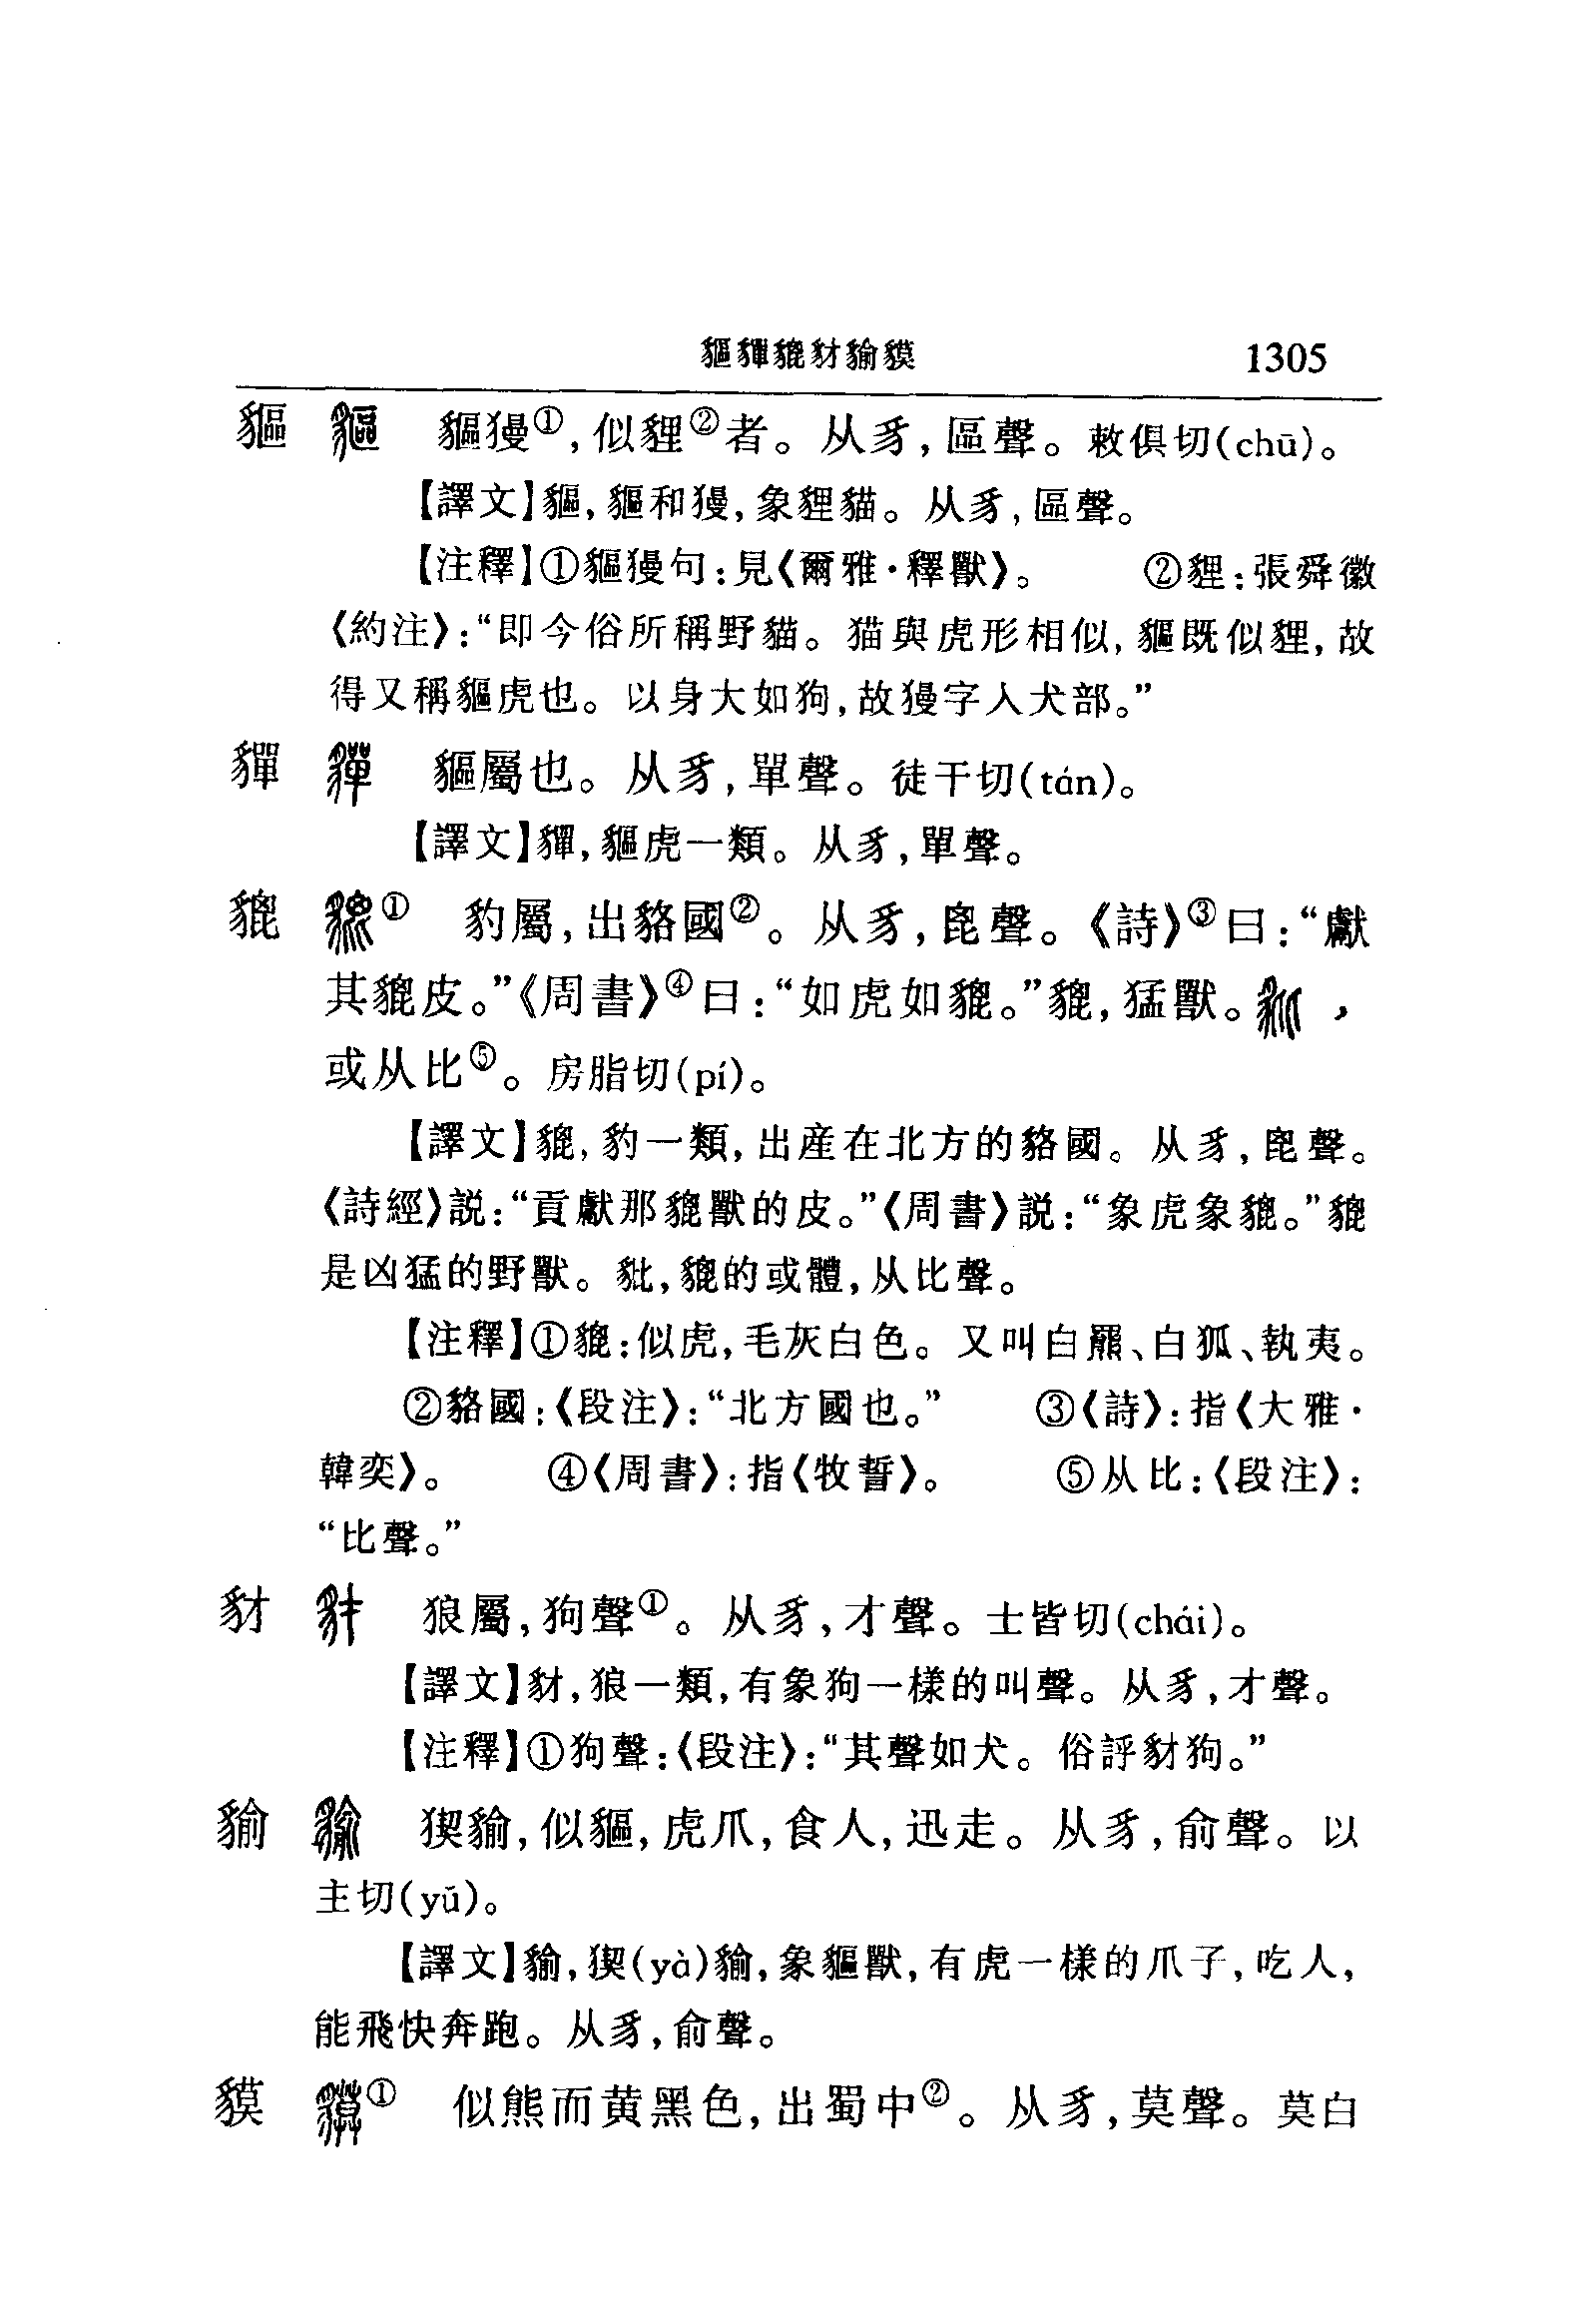 貙貚貔豺貐貘 1305
貙 貙獌①,似貍②者。从豸,區聲。敕俱切(chū)。
【譯文】貙,貙和獌,象貍貓。从豸,區聲。
【注釋】①貙獌句:見《爾雅·釋獸》。 ②貍:張舜徽
《約注》:“即今俗所稱野貓。猫與虎形相似,貙既似貍,故
得又稱貙虎也。以身大如狗,故獌字入犬部。”
貚 貙屬也。从豸,單聲。徒干切(tán)。
【譯文】貚,貙虎一類。从豸,單聲。
貔 ① 豹屬,出貉國②。从豸,毘聲。《詩》③曰:“獻
其貔皮。”《周書》④曰:“如虎如貔。”貔,猛獸。豼,
或从比⑤。房脂切(pí)。
【譯文】貔,豹一類,出産在北方的貉國。从豸,毘聲。
《詩經》説:“貢獻那貔獸的皮。”《周書》説:“象虎象貔。”貔
是凶猛的野獸。豼,貔的或體,从比聲。
【注釋】①貔:似虎,毛灰白色。又叫白羆、白狐、執夷。
②貉國:《段注》:“北方國也。” ③《詩》:指《大雅·
韓奕》。 ④《周書》:指《牧誓》。 ⑤从比:《段注》:
“比聲。”
豺 狼屬,狗聲①。从豸,才聲。士皆切(chái)。
【譯文】豺,狼一類,有象狗一樣的叫聲。从豸,才聲。
【注釋】①狗聲:《段注》:“其聲如犬。俗評豺狗。”
貐 猰貐,似貙,虎爪,食人,迅走。从豸,俞聲。以
主切(yǔ)。
【譯文】貐,猰(yà)貐,象貙獸,有虎一樣的爪子,吃人,
能飛快奔跑。从豸,俞聲。
貘 ① 似熊而黄黑色,出蜀中②。从豸,莫聲。莫白